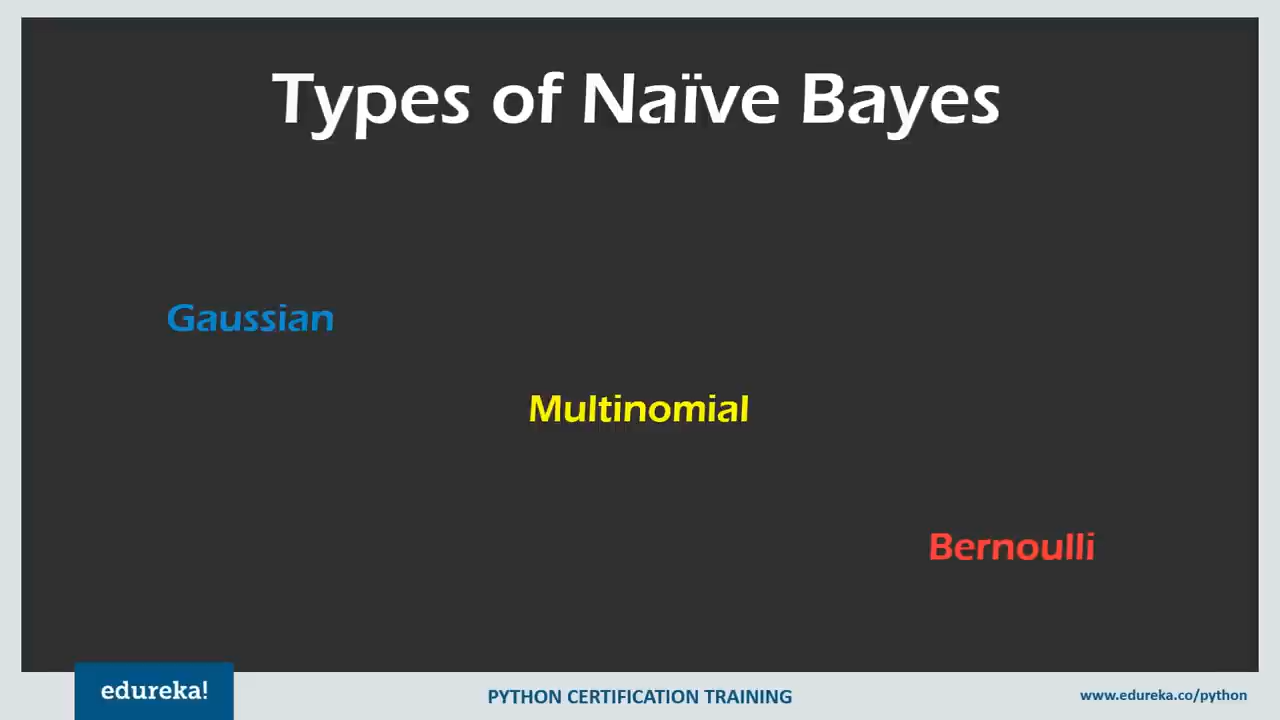 Types of Naïve Bayes
Gaussian
Multinomial
Bernoulli
edureka!
PYTHON CERTIFICATION TRAINING
www.edureka.co/python